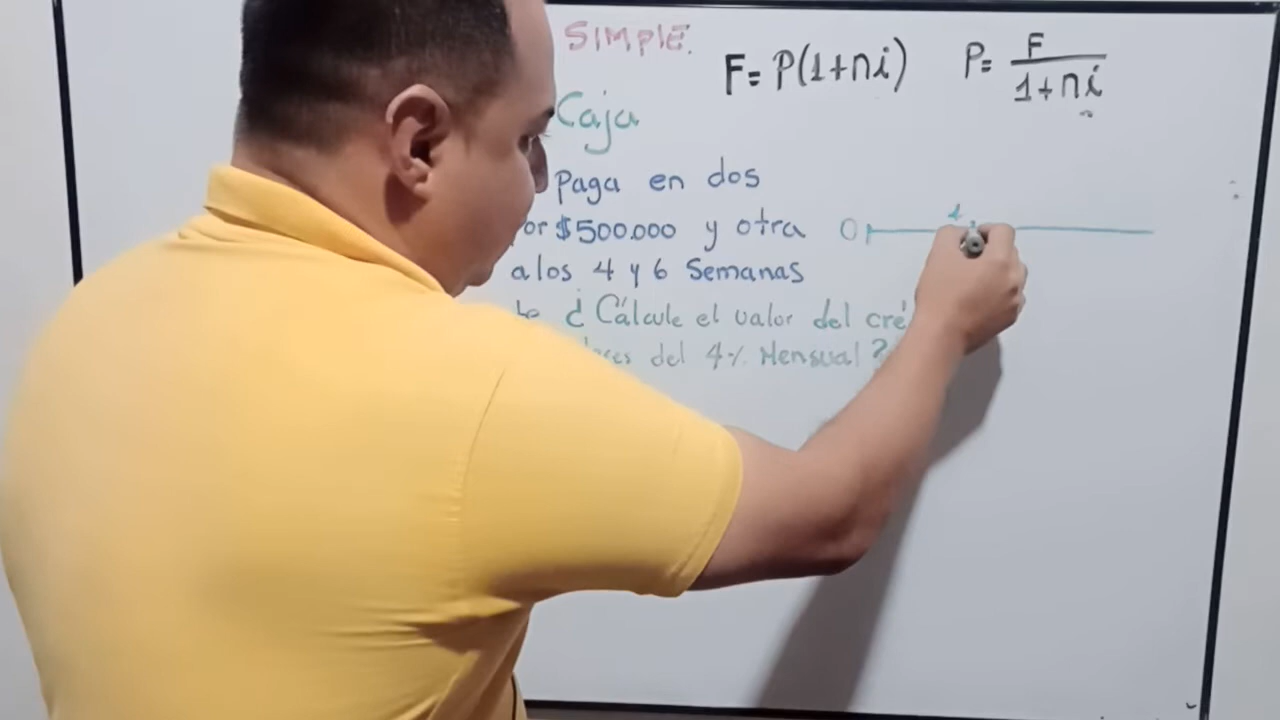 SIMPLE.
F= P(1+ni)
P= F
1+ni
Caja
Paga en dos
or $500.000 y otra
a los 4 y 6 Semanas
¿ Cálcule el valor del cré
del 4% Mensual?
0